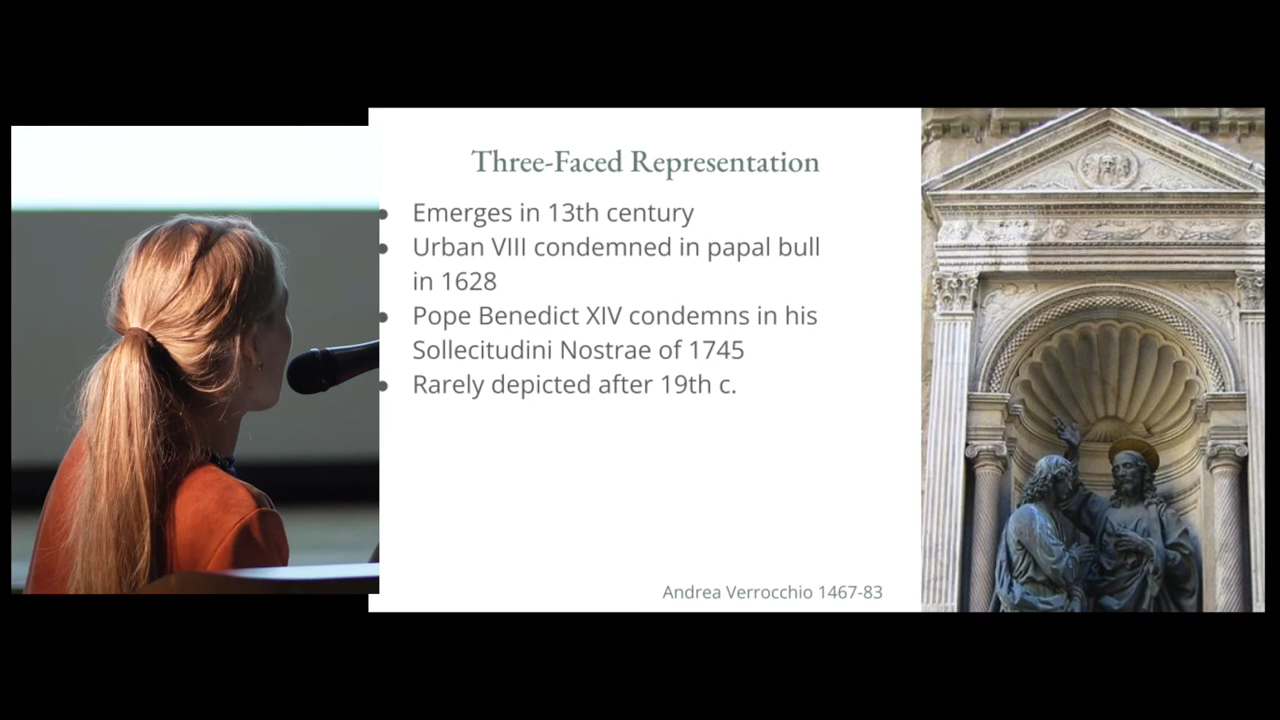 Three-Faced Representation
• Emerges in 13th century
• Urban VIII condemned in papal bull
in 1628
• Pope Benedict XIV condemns in his
Sollecitudini Nostrae of 1745
• Rarely depicted after 19th c.
Andrea Verrocchio 1467-83